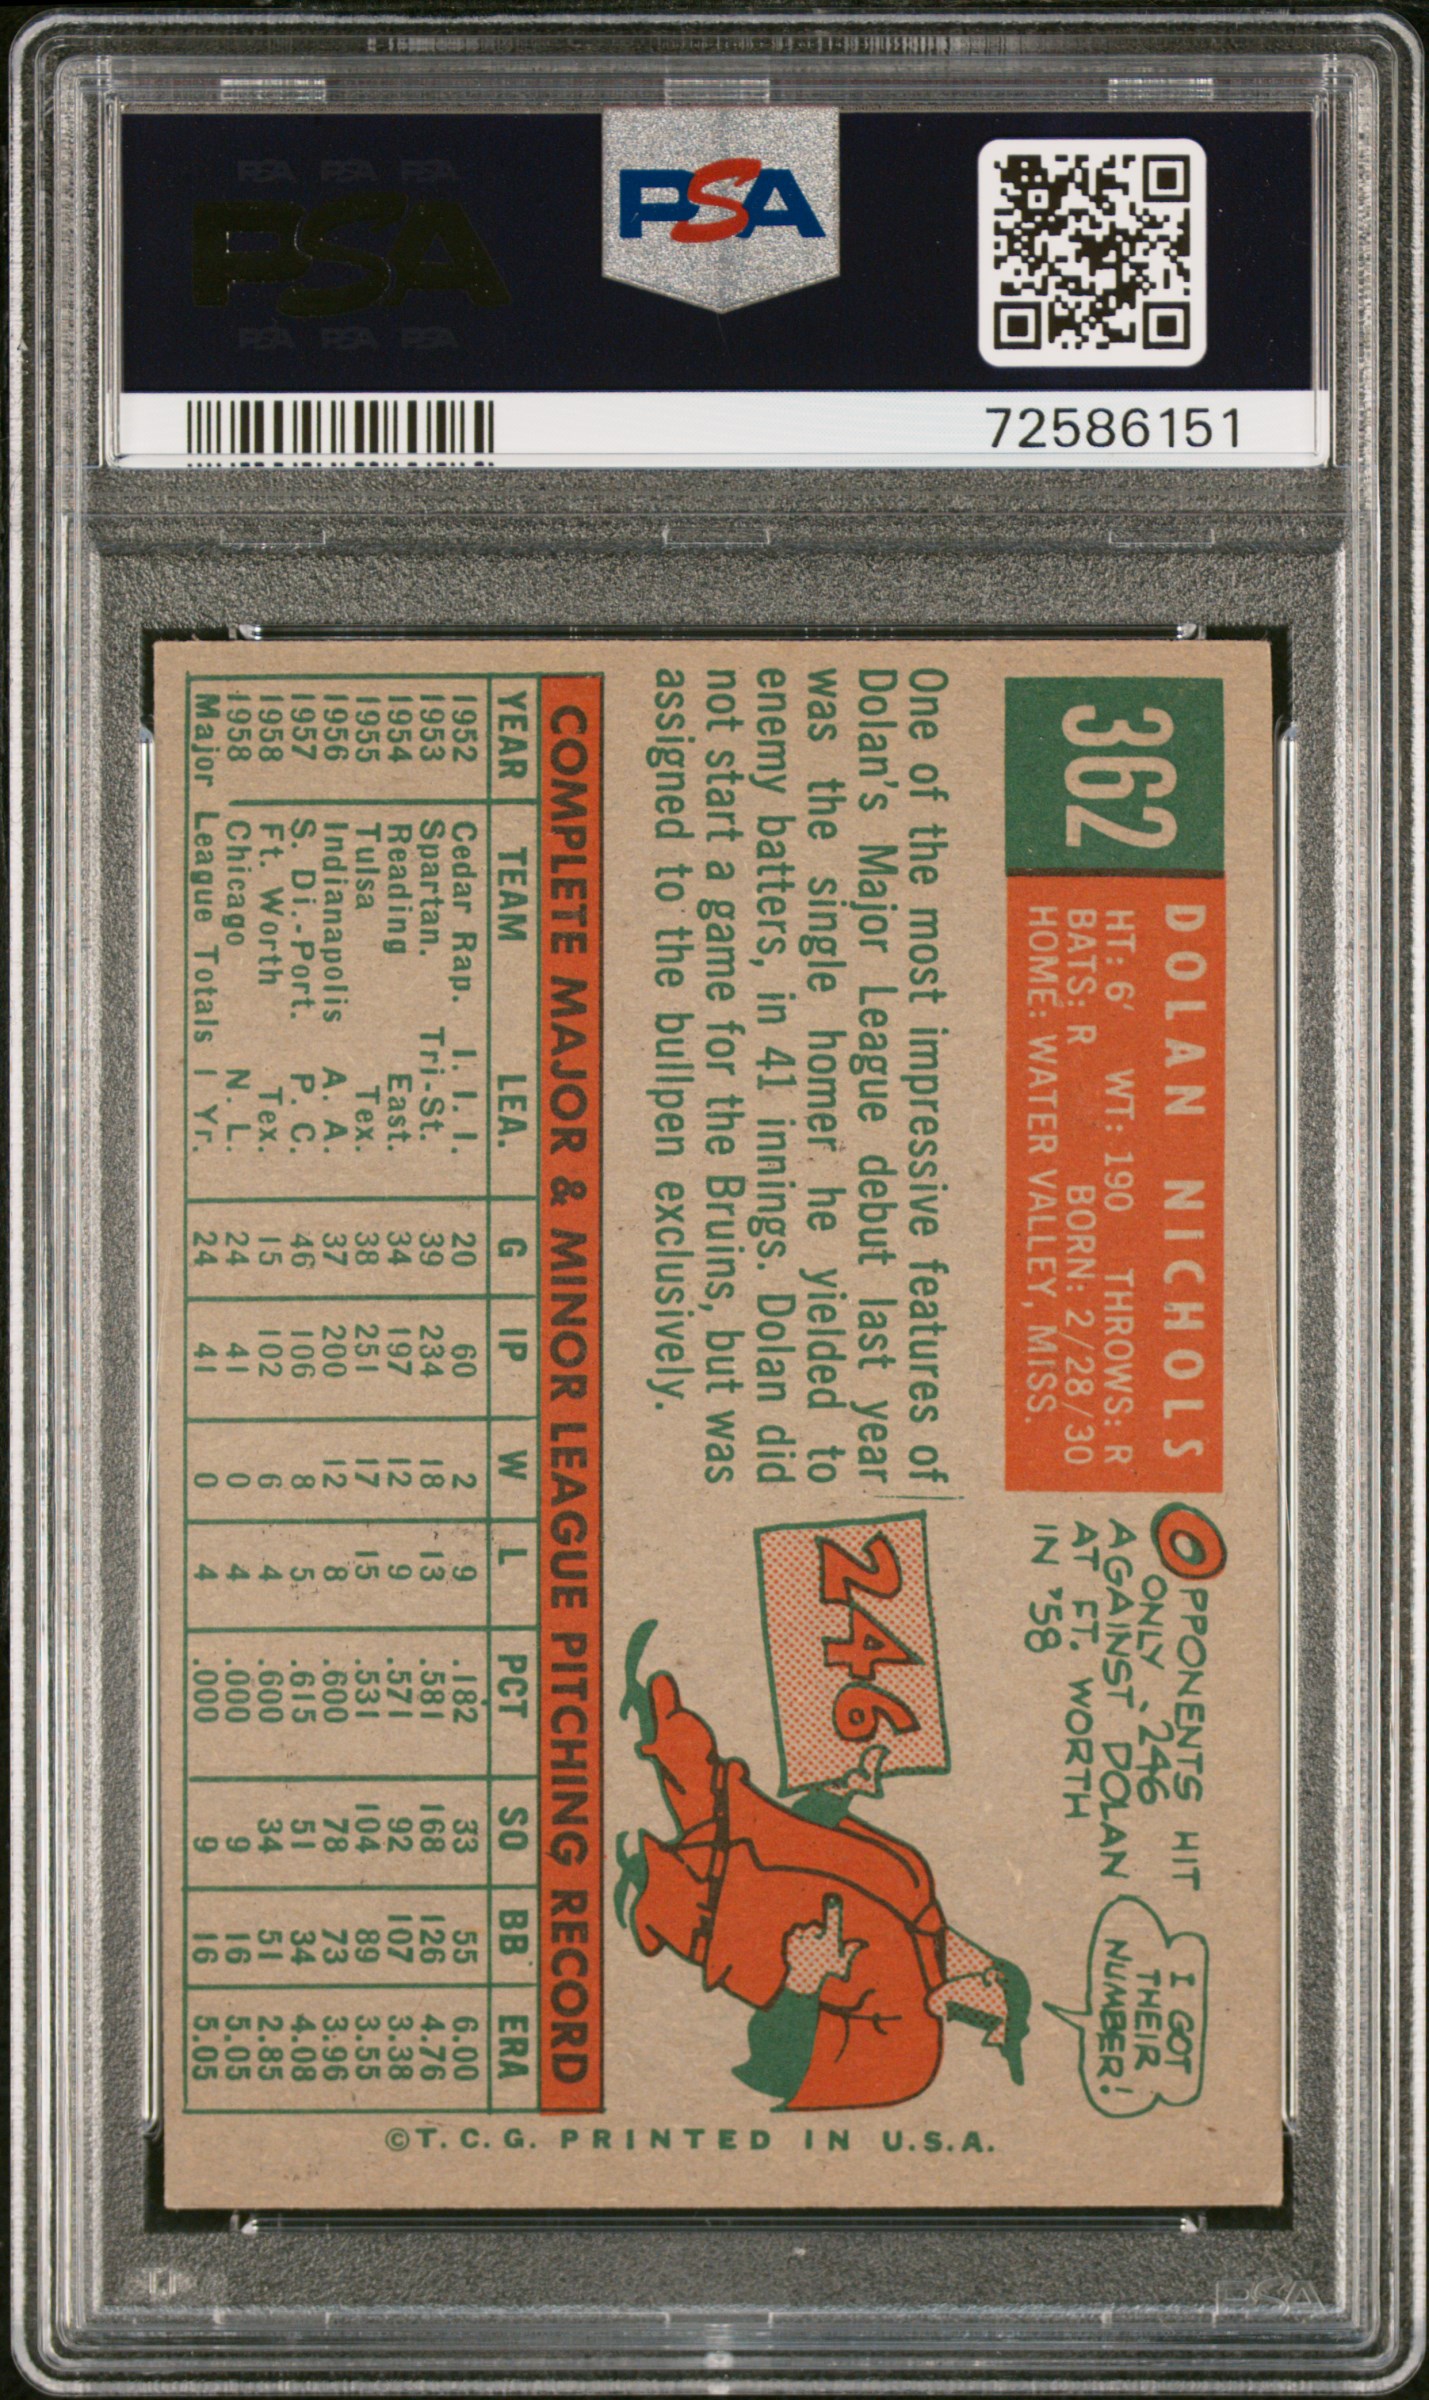 PSA PSA PSA
PSA
PSA PSA PSA
PSA
72586151
362
DOLAN NICHOLS
HT: 6' WT: 190 THROWS: R
BATS: R BORN: 2/28/30
HOME: WATER VALLEY, MISS.
One of the most impressive features of
Dolan's Major League debut last year
was the single homer he yielded to
enemy batters, in 41 innings. Dolan did
not start a game for the Bruins, but was
assigned to the bullpen exclusively.
OPPONENTS HIT
ONLY .246
AGAINST DOLAN
AT FT. WORTH
IN '58
I GOT
THEIR
NUMBER!
246
COMPLETE MAJOR & MINOR LEAGUE PITCHING RECORD
YEAR TEAM LEA. G IP W L PCT SO BB ERA
1952 Cedar Rap. I. I. I. 20 60 2 9 .182 33 55 6.00
1953 Spartan. Tri-St. 39 234 18 13 .581 168 126 4.76
1954 Reading East. 34 197 12 9 .571 92 107 3.38
1955 Tulsa Tex. 38 251 17 15 .531 104 89 3.55
1956 Indianapolis A. A. 37 200 12 8 .600 78 73 3.96
1957 S. Di.-Port. P. C. 46 106 8 5 .615 51 34 4.08
1958 Ft. Worth Tex. 15 102 6 4 .600 34 51 2.85
1958 Chicago N. L. 24 41 0 4 .000 9 16 5.05
Major League Totals 1 Yr. 24 41 0 4 .000 9 16 5.05
©T. C. G. PRINTED IN U.S.A.
PSA